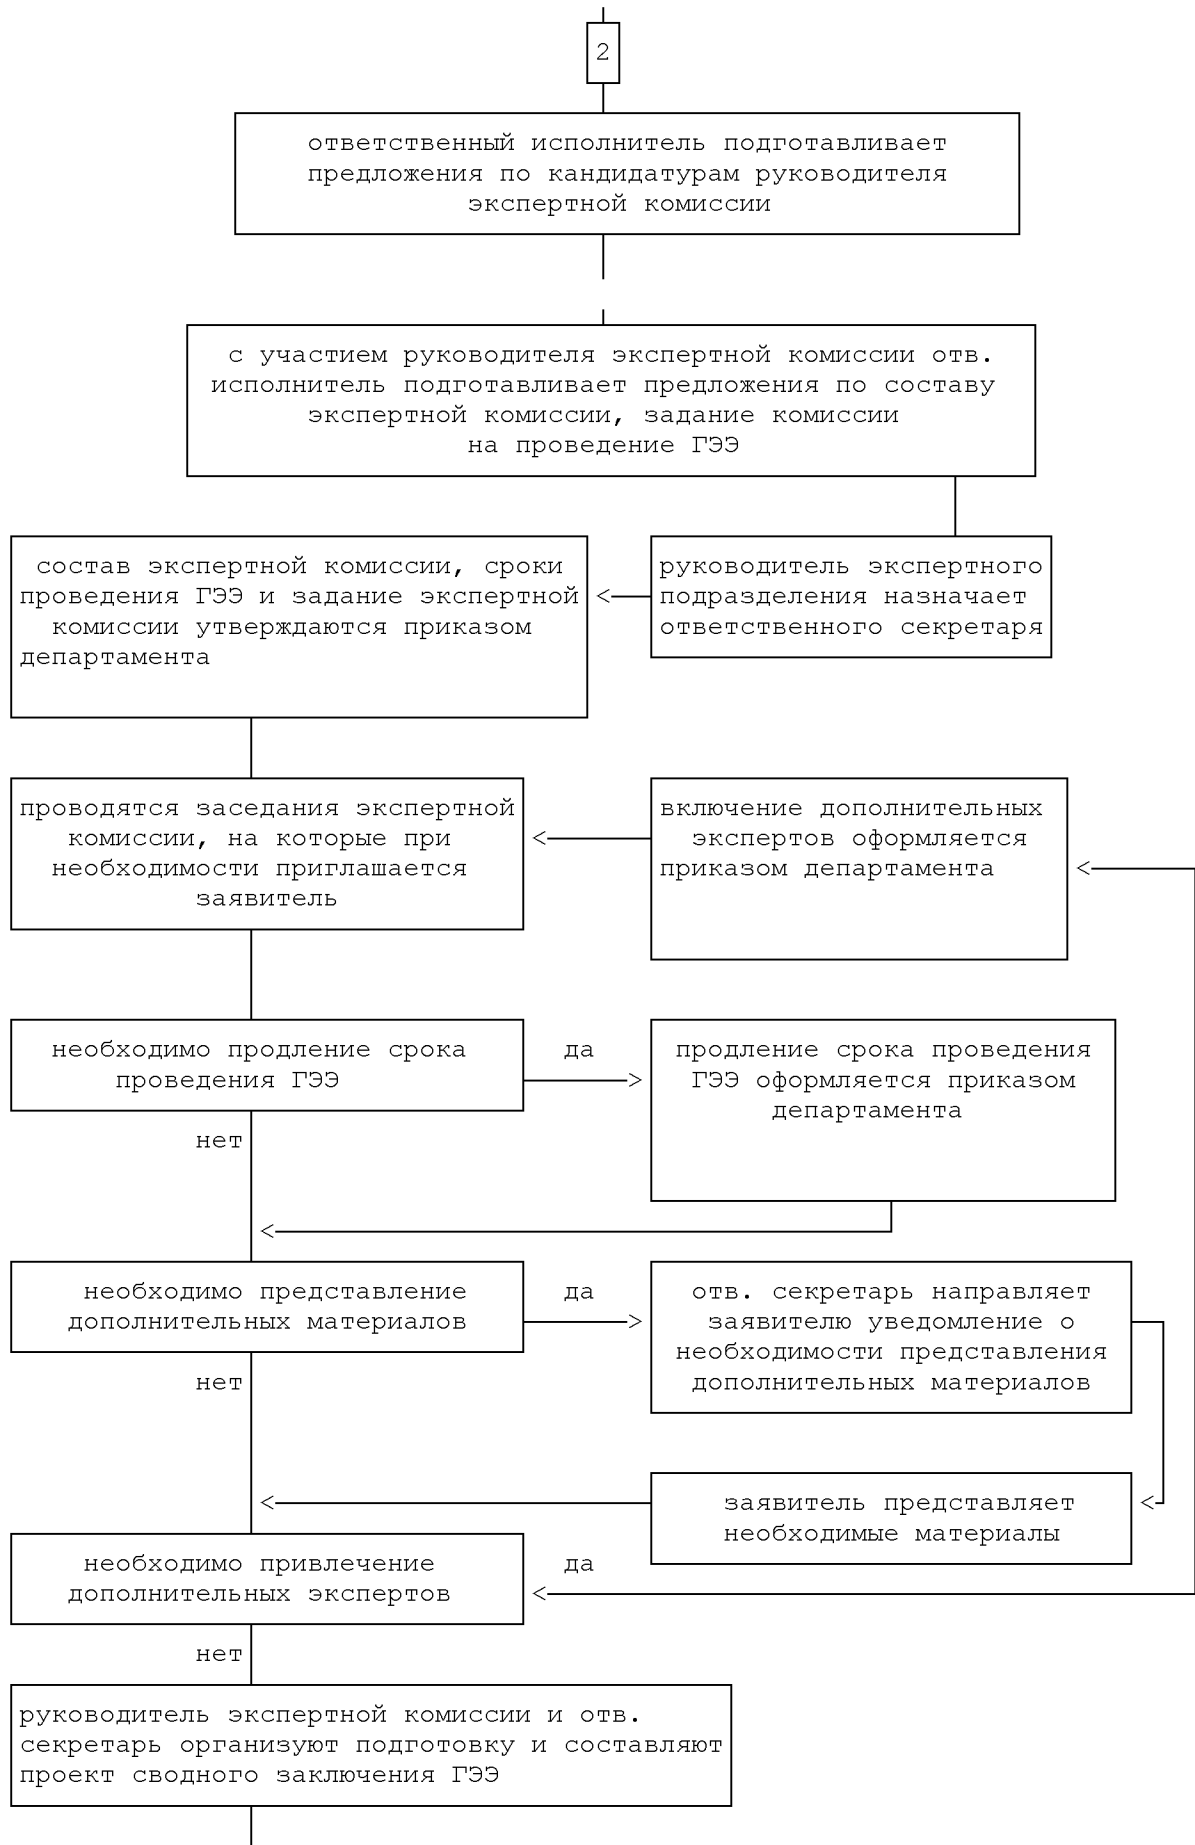 2
ответственный исполнитель подготавливает
предложения по кандидатурам руководителя
экспертной комиссии
с участием руководителя экспертной комиссии отв.
исполнитель подготавливает предложения по составу
экспертной комиссии, задание комиссии
на проведение ГЭЭ
состав экспертной комиссии, сроки
проведения ГЭЭ и задание экспертной
комиссии утверждаются приказом
департамента
руководитель экспертного
подразделения назначает
ответственного секретаря
проводятся заседания экспертной
комиссии, на которые при
необходимости приглашается
заявитель
включение дополнительных
экспертов оформляется
приказом департамента
необходимо продление срока
проведения ГЭЭ
да
продление срока проведения
ГЭЭ оформляется приказом
департамента
нет
необходимо представление
дополнительных материалов
да
отв. секретарь направляет
заявителю уведомление о
необходимости представления
дополнительных материалов
нет
заявитель представляет
необходимые материалы
необходимо привлечение
дополнительных экспертов
да
нет
руководитель экспертной комиссии и отв.
секретарь организуют подготовку и составляют
проект сводного заключения ГЭЭ